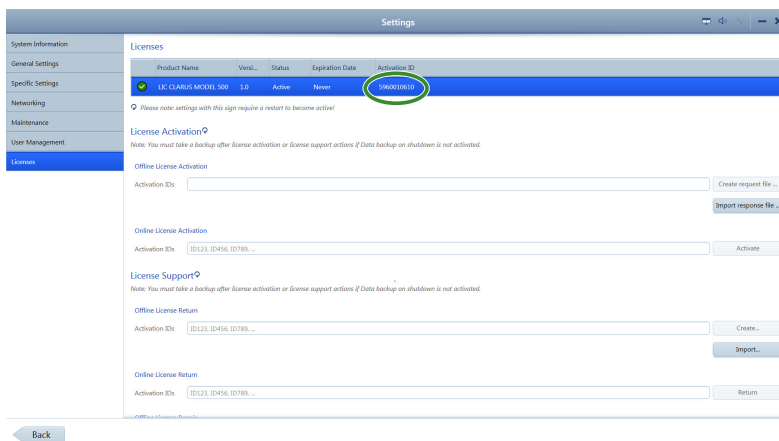 Settings
System Information
General Settings
Specific Settings
Networking
Maintenance
User Management
Licenses
Licenses
Product Name Versi... Status Expiration Date Activation ID
LIC CLARUS MODEL 500 1.0 Active Never 5960010610
Please note: settings with this sign require a restart to become active!
License Activation
Note: You must take a backup after license activation or license support actions if Data backup on shutdown is not activated.
Offline License Activation
Activation IDs Create request file ...
Import response file ...
Online License Activation
Activation IDs ID123, ID456, ID789, ... Activate
License Support
Note: You must take a backup after license activation or license support actions if Data backup on shutdown is not activated.
Offline License Return
Activation IDs ID123, ID456, ID789, ... Create...
Import...
Online License Return
Activation IDs ID123, ID456, ID789, ... Return
Offline License Repair
Back